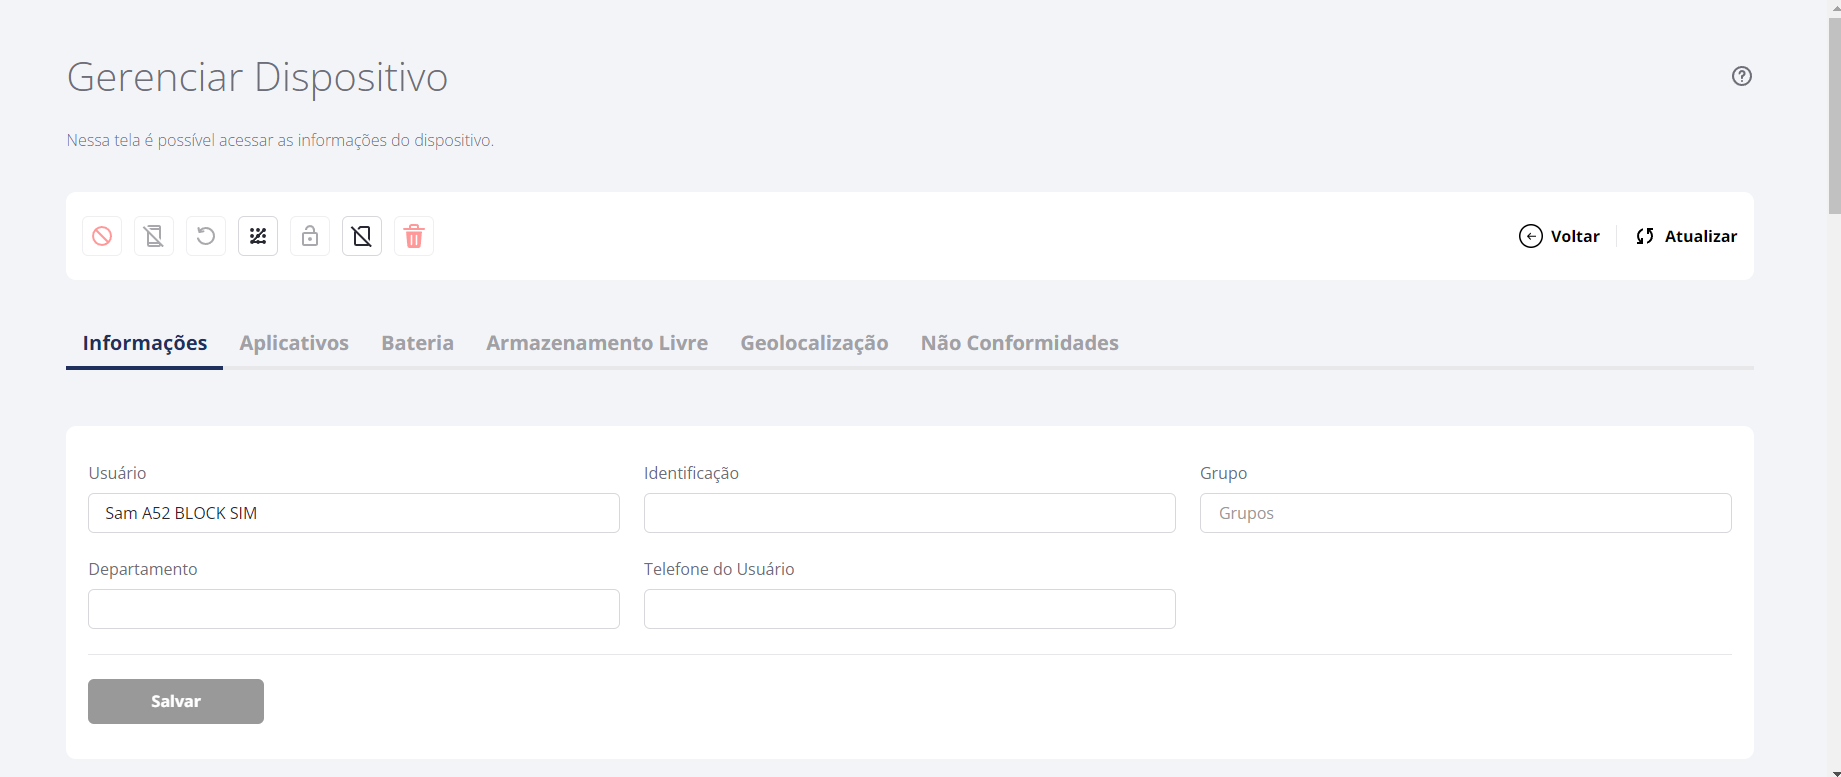 Gerenciar Dispositivo
Nessa tela é possível acessar as informações do dispositivo.
Voltar
Atualizar
Informações
Aplicativos
Bateria
Armazenamento Livre
Geolocalização
Não Conformidades
Usuário
Identificação
Grupo
Sam A52 BLOCK SIM
Grupos
Departamento
Telefone do Usuário
Salvar